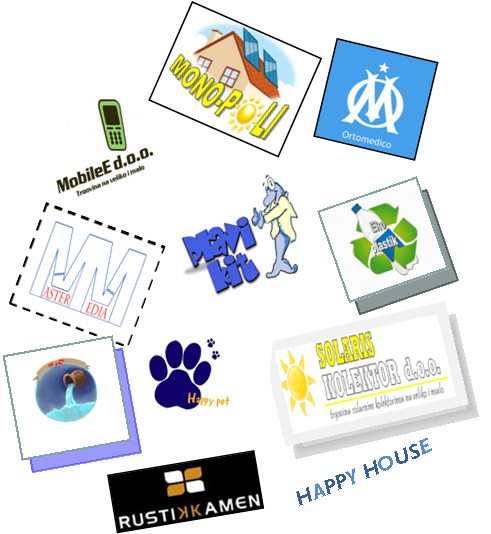 MONO-POLI
Ortomedico
MobileE d.o.o.
Trgovina na veliko i malo
PLAVI
kit
Eko
plastik
MM
ASTER EDIA
SOLARIS
KOLEKTOR d.o.o.
trgovina solarnim kolektorima na veliko i malo
Happy pet
HAPPY HOUSE
RUSTIKKAMEN